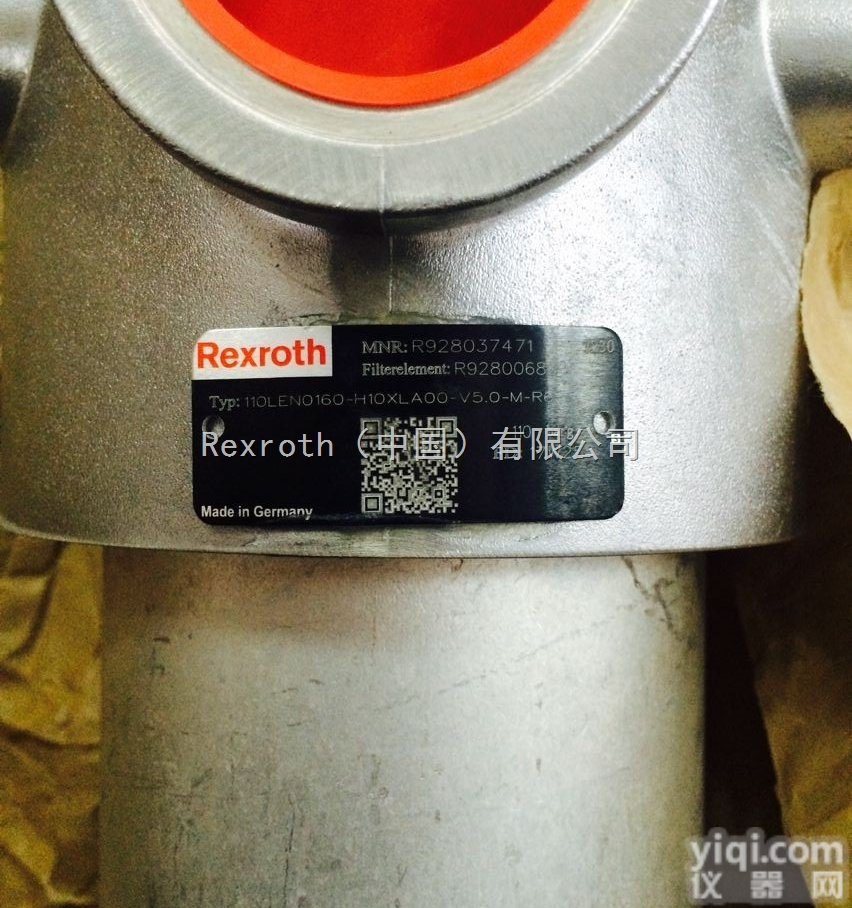 Rexroth
MNR: R928037471
Filterelement: R9280068
Typ: 110LEN0160-H10XLA00-V5.0-M-R
Rexroth（中国）有限公司
110
Made in Germany
yiqi.com
仪器网